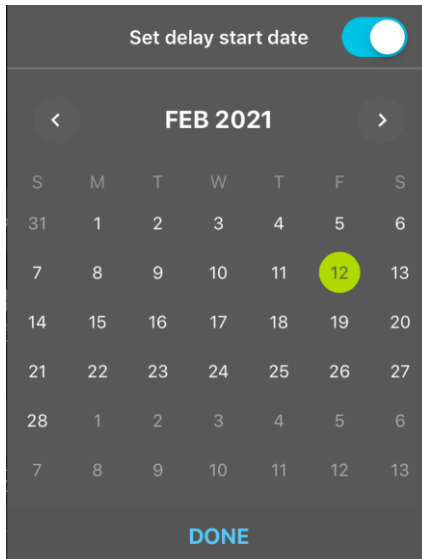 Set delay start date
< FEB 2021 >
S M T W T F S
31 1 2 3 4 5 6
7 8 9 10 11 12 13
14 15 16 17 18 19 20
21 22 23 24 25 26 27
28 1 2 3 4 5 6
7 8 9 10 11 12 13
DONE